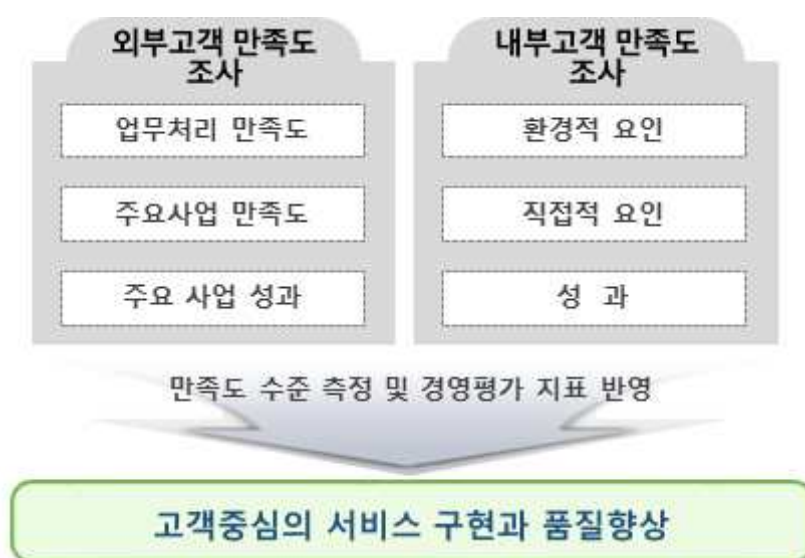 외부고객 만족도
조사
업무처리 만족도
주요사업 만족도
주요 사업 성과
내부고객 만족도
조사
환경적 요인
직접적 요인
성 과
만족도 수준 측정 및 경영평가 지표 반영
고객중심의 서비스 구현과 품질향상